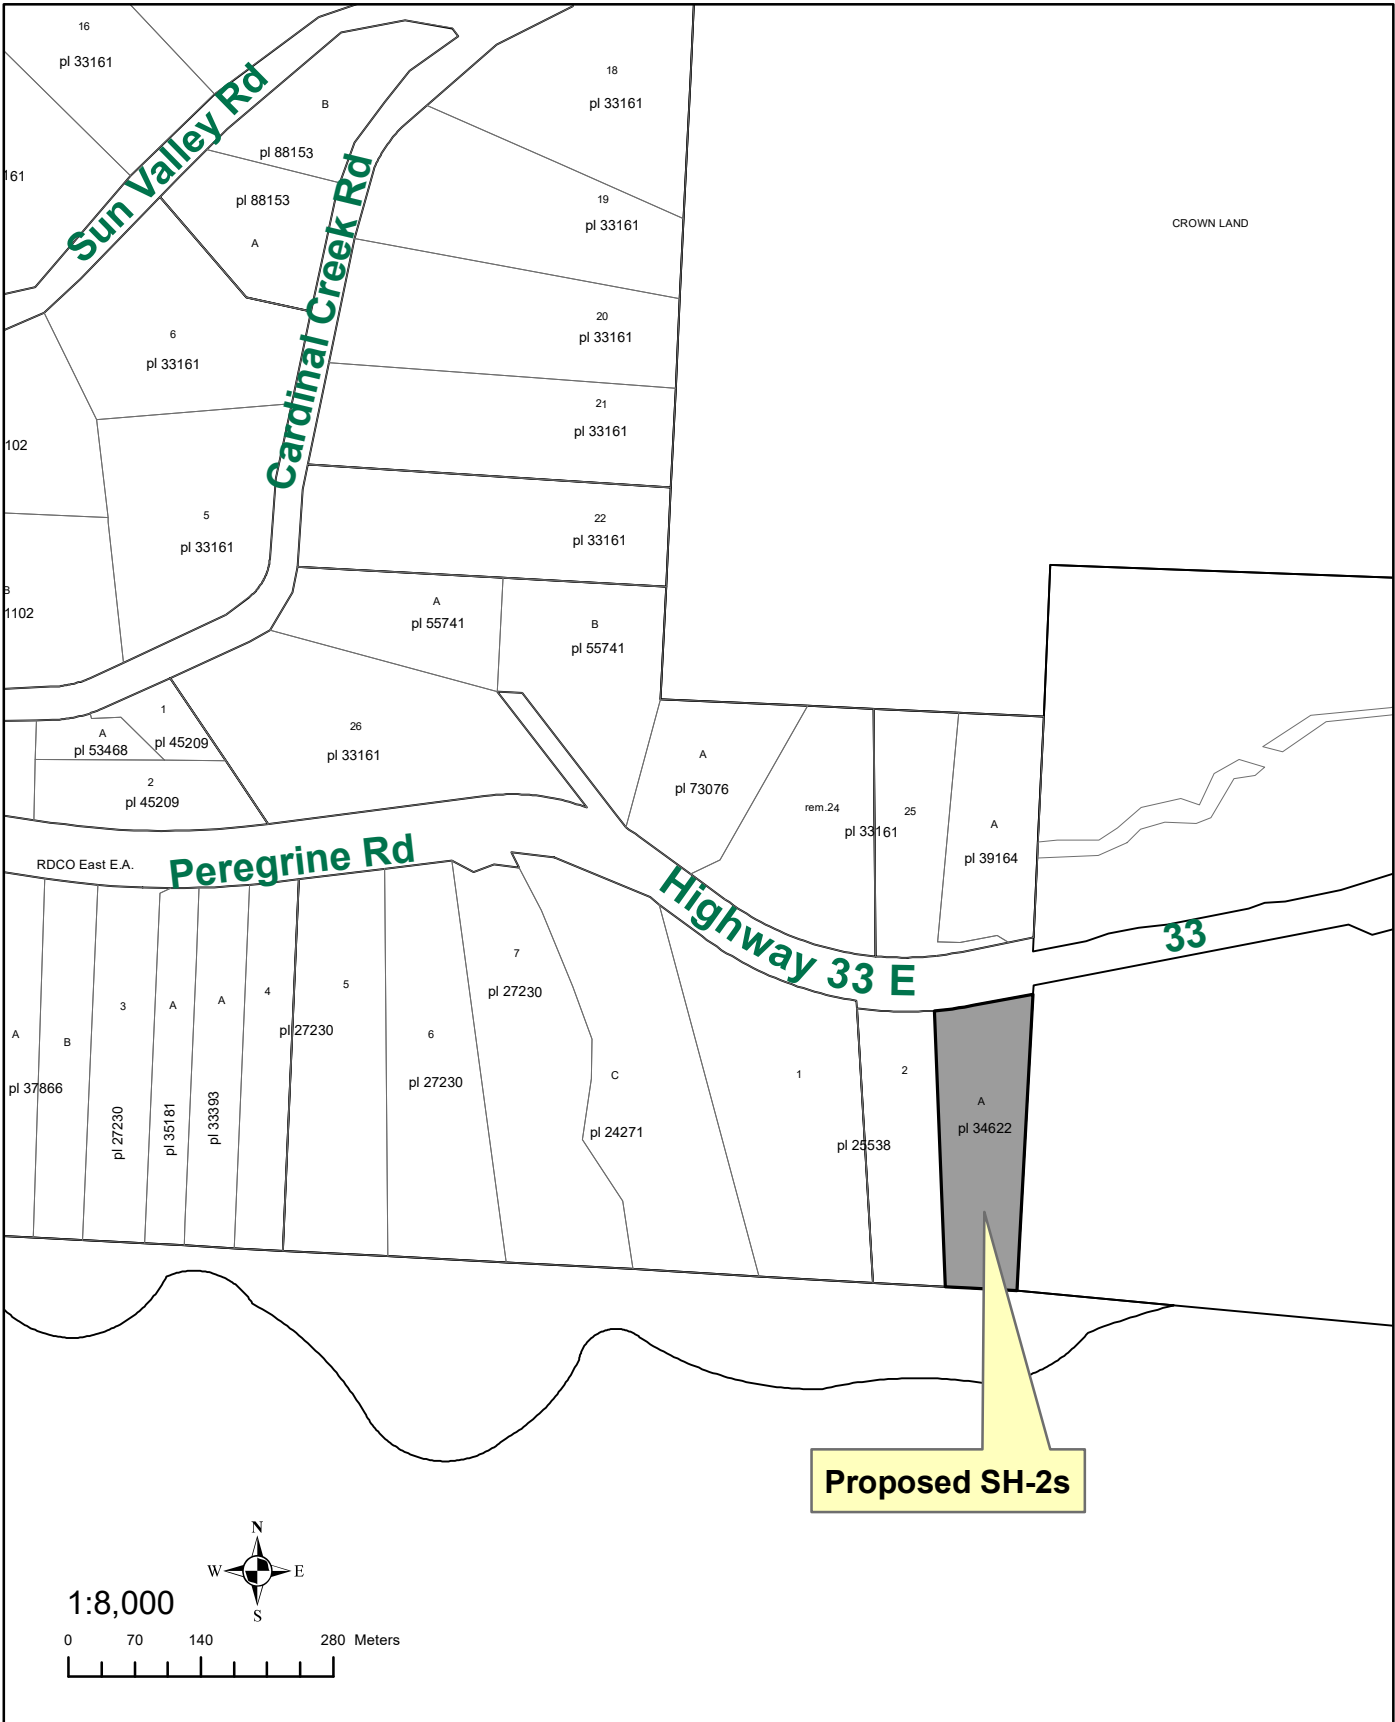 16
pl 33161
Sun Valley Rd
B
pl 88153
pl 88153
A
161
Cardinal Creek Rd
18
pl 33161
19
pl 33161
CROWN LAND
20
pl 33161
6
pl 33161
21
pl 33161
102
5
pl 33161
22
pl 33161
B
1102
A
pl 55741
B
pl 55741
1
pl 45209
A
pl 53468
2
pl 45209
26
pl 33161
A
pl 73076
rem.24
25
pl 33161
A
pl 39164
RDCO East E.A.
Peregrine Rd
Highway 33 E
33
A
B
pl 37866
3
pl 27230
A
pl 35181
A
pl 33393
4
5
pl 27230
6
pl 27230
7
pl 27230
C
pl 24271
1
2
pl 25538
A
pl 34622
Proposed SH-2s
N
W E
S
1:8,000
0 70 140 280 Meters